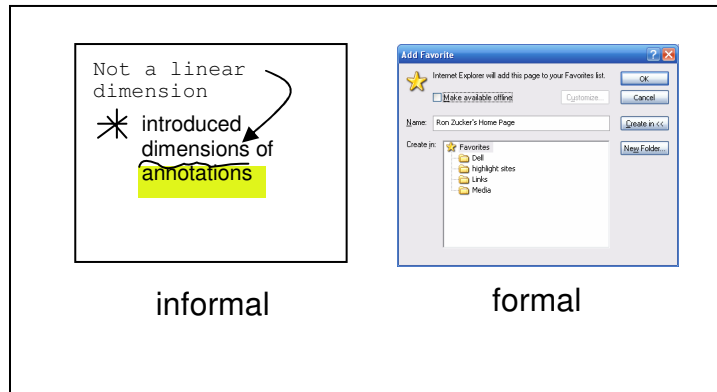 Not a linear
dimension
introduced
dimensions of
annotations
informal
Add Favorite
Internet Explorer will add this page to your Favorites list.
OK
Make available offline
Customize...
Cancel
Name:
Ron Zucker's Home Page
Create in <<
Create in:
Favorites
New Folder...
Dell
highlight sites
Links
Media
formal